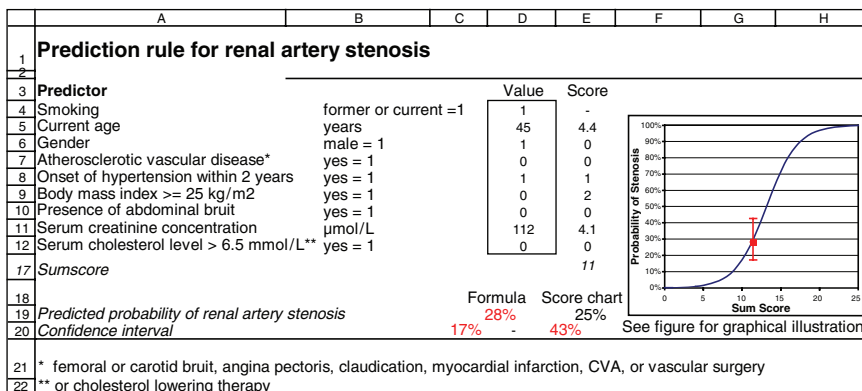 A B C D E F G H
1 Prediction rule for renal artery stenosis
2
3 Predictor Value Score
4 Smoking former or current =1 1 -
5 Current age years 45 4.4
6 Gender male = 1 1 0
7 Atherosclerotic vascular disease* yes = 1 0 0
8 Onset of hypertension within 2 years yes = 1 1 1
9 Body mass index >= 25 kg/m2 yes = 1 0 2
10 Presence of abdominal bruit yes = 1 0 0
11 Serum creatinine concentration μmol/L 112 4.1
12 Serum cholesterol level > 6.5 mmol/L** yes = 1 0 0
17 Sumscore 11
18 Formula Score chart
19 Predicted probability of renal artery stenosis 28% 25%
20 Confidence interval 17% - 43%
Probability of Stenosis
100%
90%
80%
70%
60%
50%
40%
30%
20%
10%
0%
0 5 10 15 20 25
Sum Score
See figure for graphical illustration
21 * femoral or carotid bruit, angina pectoris, claudication, myocardial infarction, CVA, or vascular surgery
22 ** or cholesterol lowering therapy